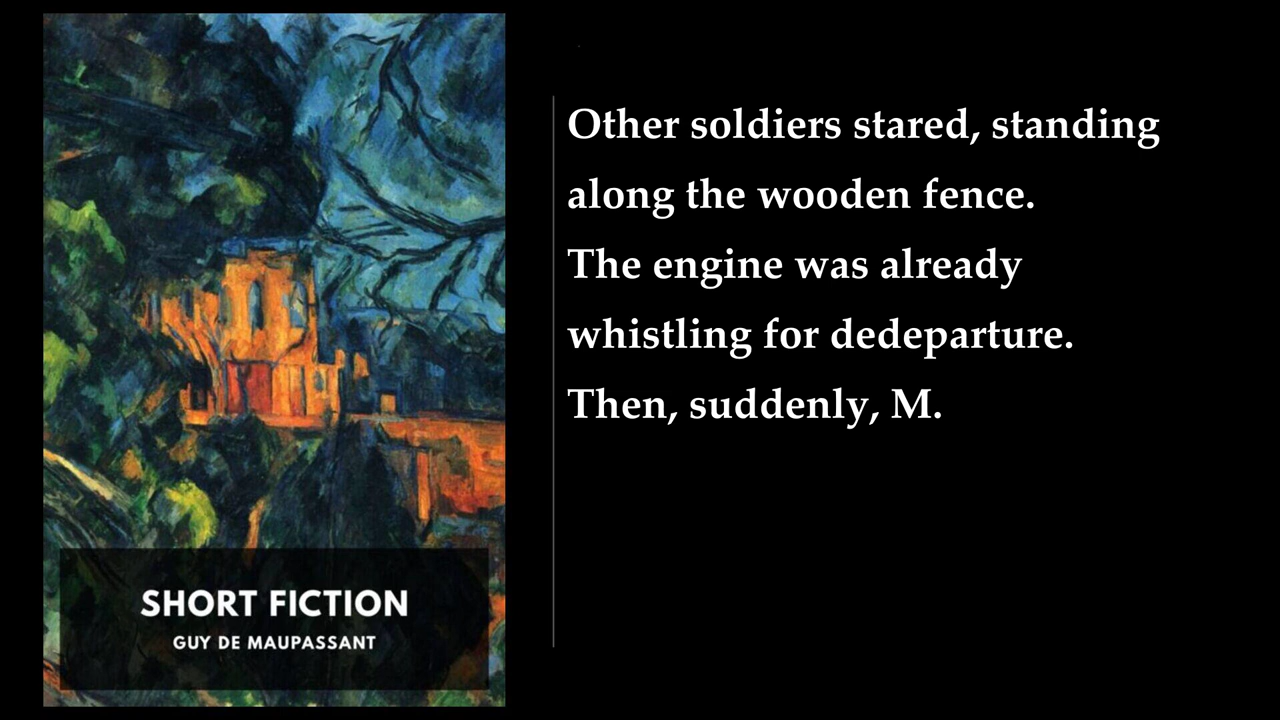 Other soldiers stared, standing
along the wooden fence.
The engine was already
whistling for dedeparture.
Then, suddenly, M.
SHORT FICTION
GUY DE MAUPASSANT